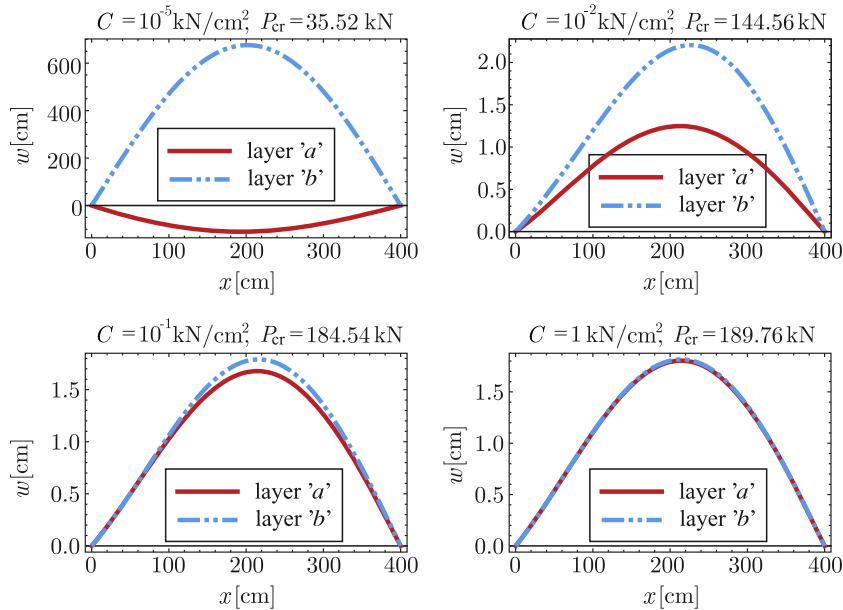 C = 10⁻⁵kN/cm², P_cr = 35.52 kN
600
400
200
0
w[cm]
layer 'a'
layer 'b'
0 100 200 300 400
x[cm]
C = 10⁻²kN/cm², P_cr = 144.56 kN
2.0
1.5
1.0
0.5
0.0
w[cm]
layer 'a'
layer 'b'
0 100 200 300 400
x[cm]
C = 10⁻¹kN/cm², P_cr = 184.54 kN
1.5
1.0
0.5
0.0
w[cm]
layer 'a'
layer 'b'
0 100 200 300 400
x[cm]
C = 1 kN/cm², P_cr = 189.76 kN
1.5
1.0
0.5
0.0
w[cm]
layer 'a'
layer 'b'
0 100 200 300 400
x[cm]